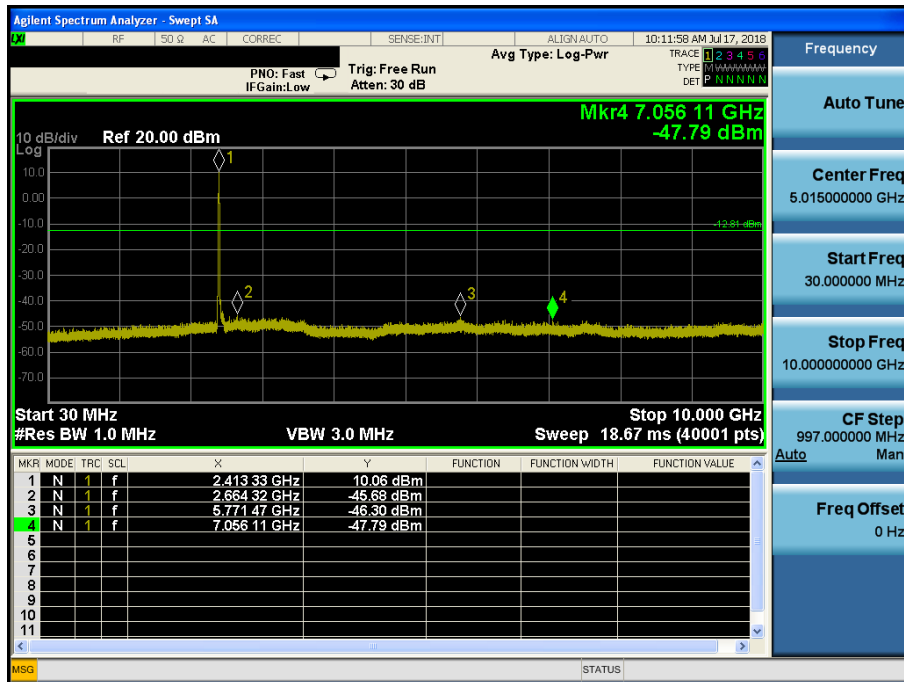 Agilent Spectrum Analyzer - Swept SA
LXI RF 50 Ω AC CORREC SENSE:INT ALIGN AUTO 10:11:58 AM Jul 17, 2018
PNO: Fast Trig: Free Run Avg Type: Log-Pwr TRACE 1 2 3 4 5 6
IFGain:Low Atten: 30 dB TYPE M WWWWW
DET P N N N N N
Mkr4 7.056 11 GHz
-47.79 dBm
10 dB/div Ref 20.00 dBm
Log
1
10.0
0.00
-10.0
-12.81 dBm
-20.0
-30.0
2 3 4
-40.0
-50.0
-60.0
-70.0
Start 30 MHz Stop 10.000 GHz
#Res BW 1.0 MHz VBW 3.0 MHz Sweep 18.67 ms (40001 pts)
MKR MODE TRC SCL X Y FUNCTION FUNCTION WIDTH FUNCTION VALUE
1 N 1 f 2.413 33 GHz 10.06 dBm
2 N 1 f 2.664 32 GHz -45.68 dBm
3 N 1 f 5.771 47 GHz -46.30 dBm
4 N 1 f 7.056 11 GHz -47.79 dBm
5
6
7
8
9
10
11
MSG STATUS
Frequency
Auto Tune
Center Freq
5.015000000 GHz
Start Freq
30.000000 MHz
Stop Freq
10.000000000 GHz
CF Step
997.000000 MHz
Auto Man
Freq Offset
0 Hz